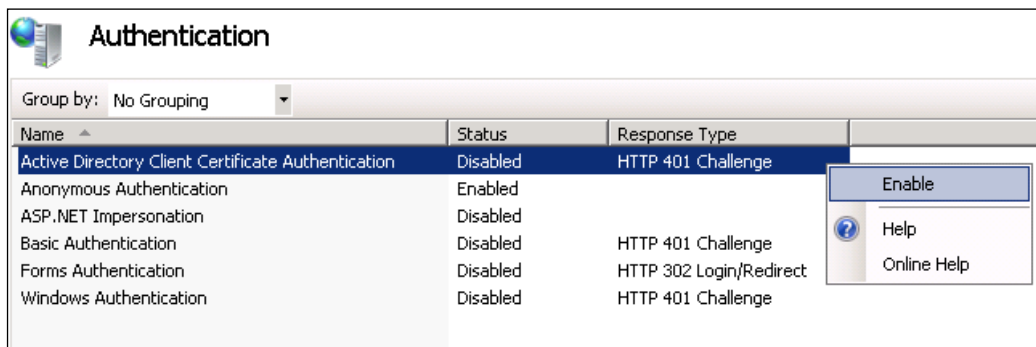 Authentication
Group by: No Grouping
Name Status Response Type
Active Directory Client Certificate Authentication Disabled HTTP 401 Challenge
Anonymous Authentication Enabled
ASP.NET Impersonation Disabled
Basic Authentication Disabled HTTP 401 Challenge
Forms Authentication Disabled HTTP 302 Login/Redirect
Windows Authentication Disabled HTTP 401 Challenge
Enable
Help
Online Help